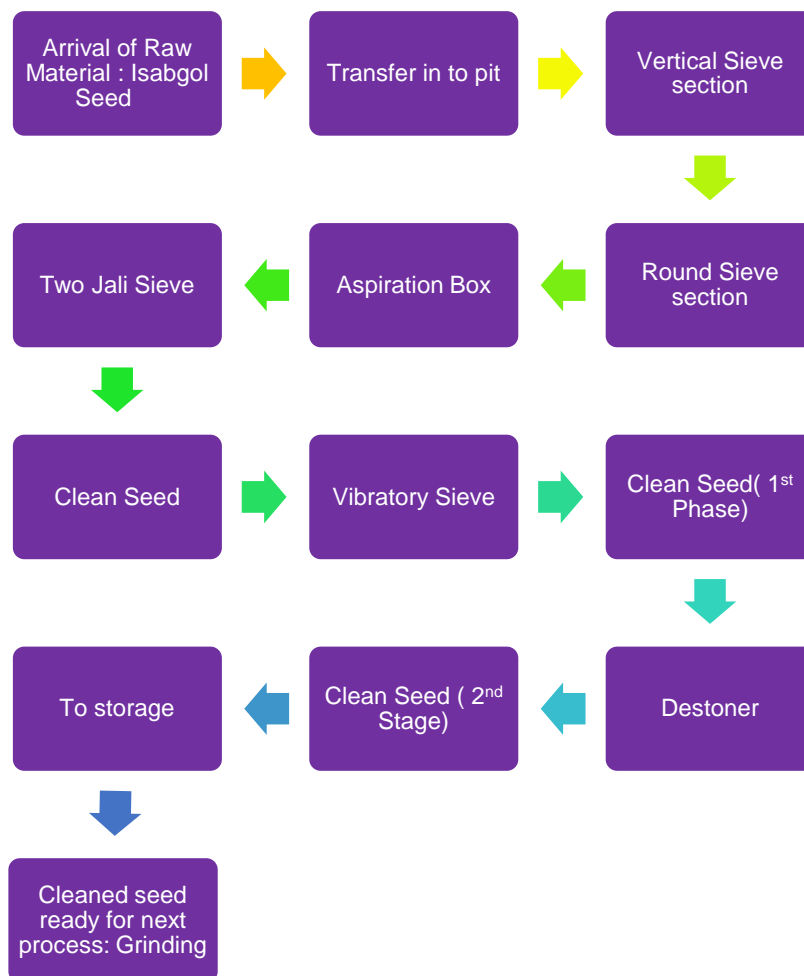 Arrival of Raw
Material : Isabgol
Seed
Transfer in to pit
Vertical Sieve
section
Round Sieve
section
Aspiration Box
Two Jali Sieve
Clean Seed
Vibratory Sieve
Clean Seed( 1st
Phase)
Destoner
Clean Seed ( 2nd
Stage)
To storage
Cleaned seed
ready for next
process: Grinding